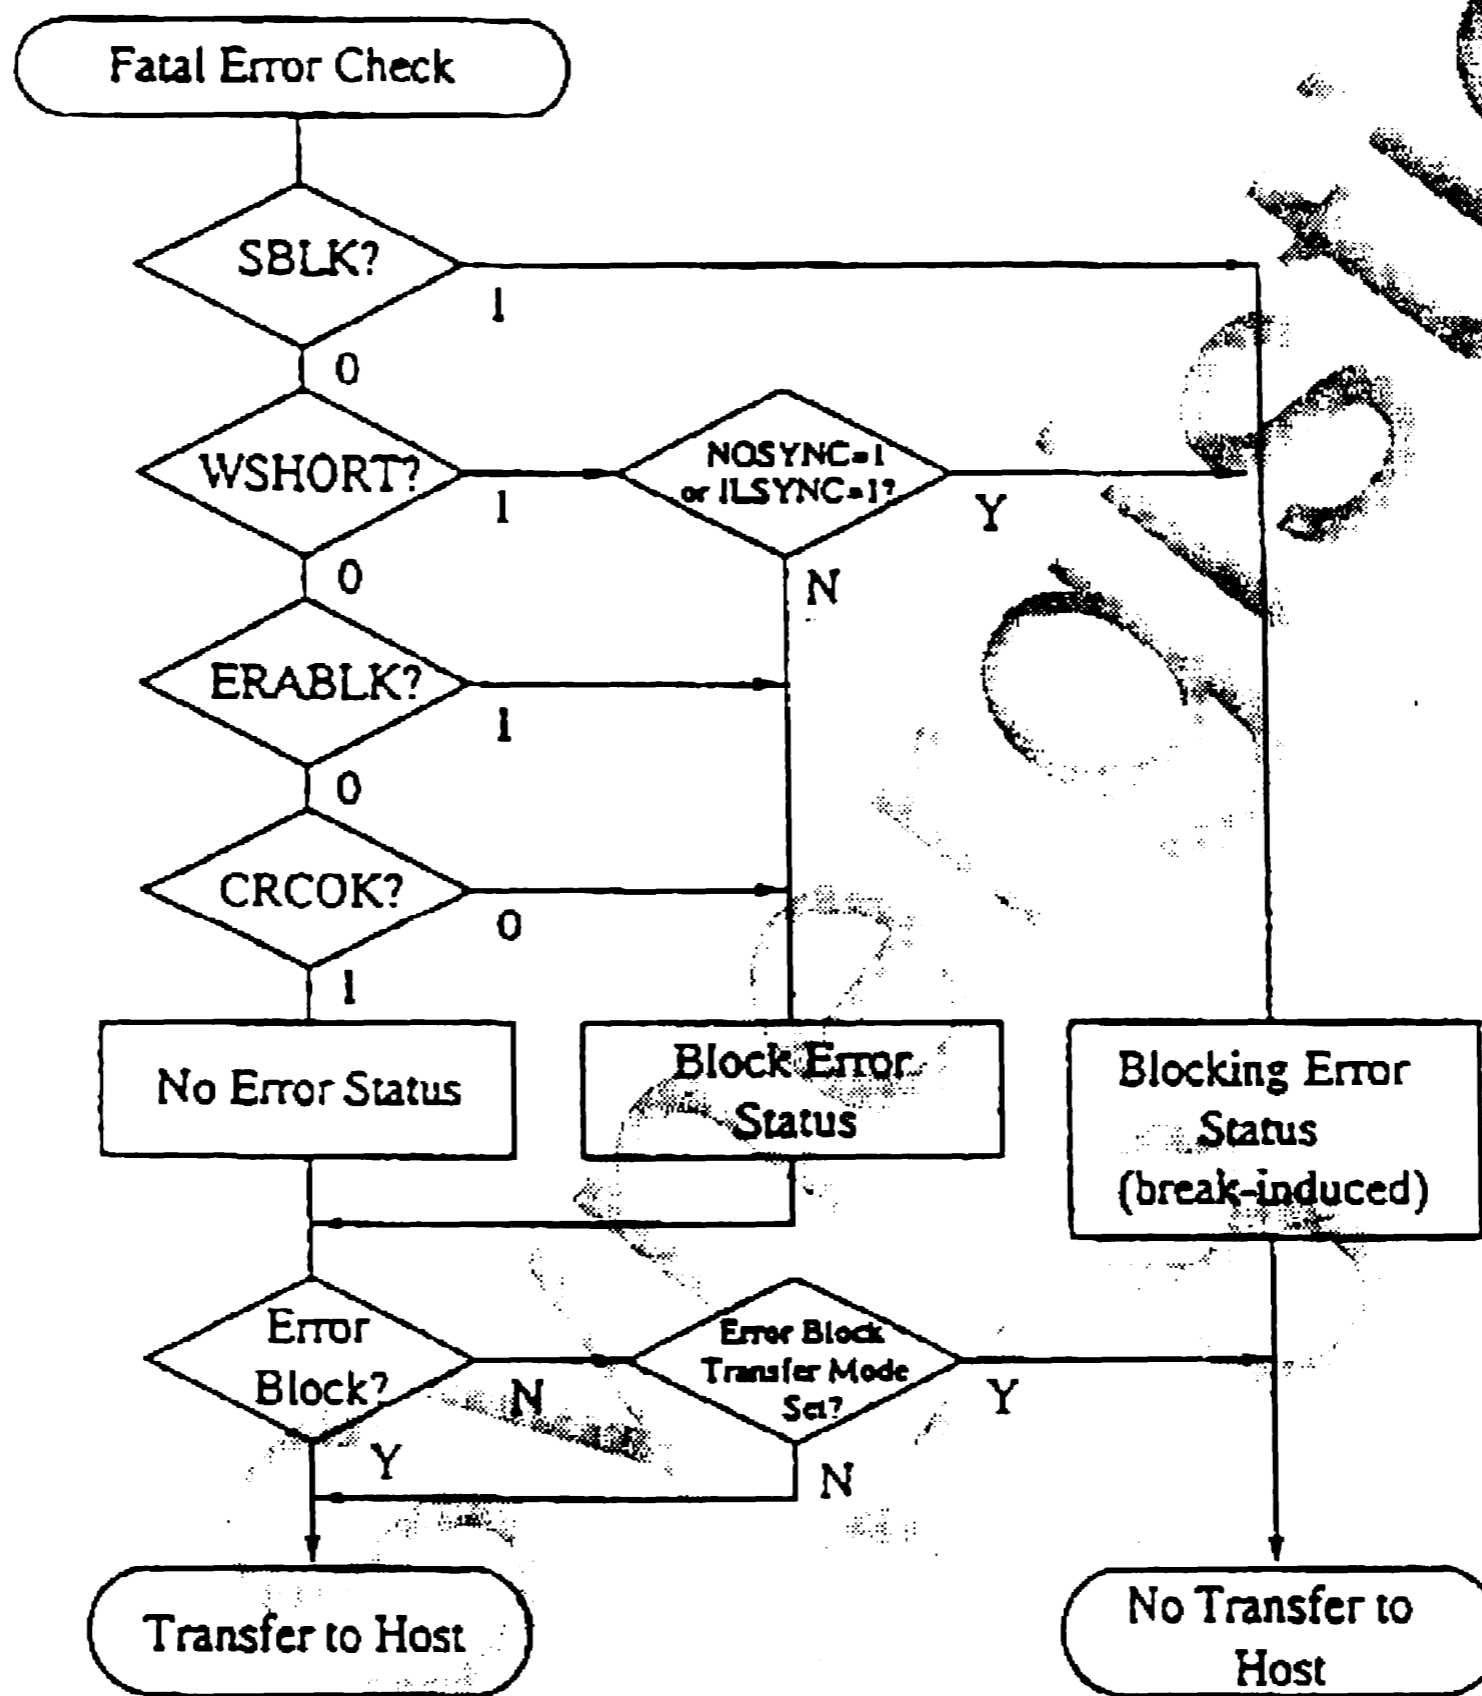 Fatal Error Check
SBLK?
1
0
WSHORT?
1
NOSYNC=1
or ILSYNC=1?
Y
0
N
ERABLK?
1
0
CRCOK?
0
1
No Error Status
Block Error
Status
Blocking Error
Status
(break-induced)
Error
Block?
N
Error Block
Transfer Mode
Set?
Y
Y
N
Transfer to Host
No Transfer to
Host